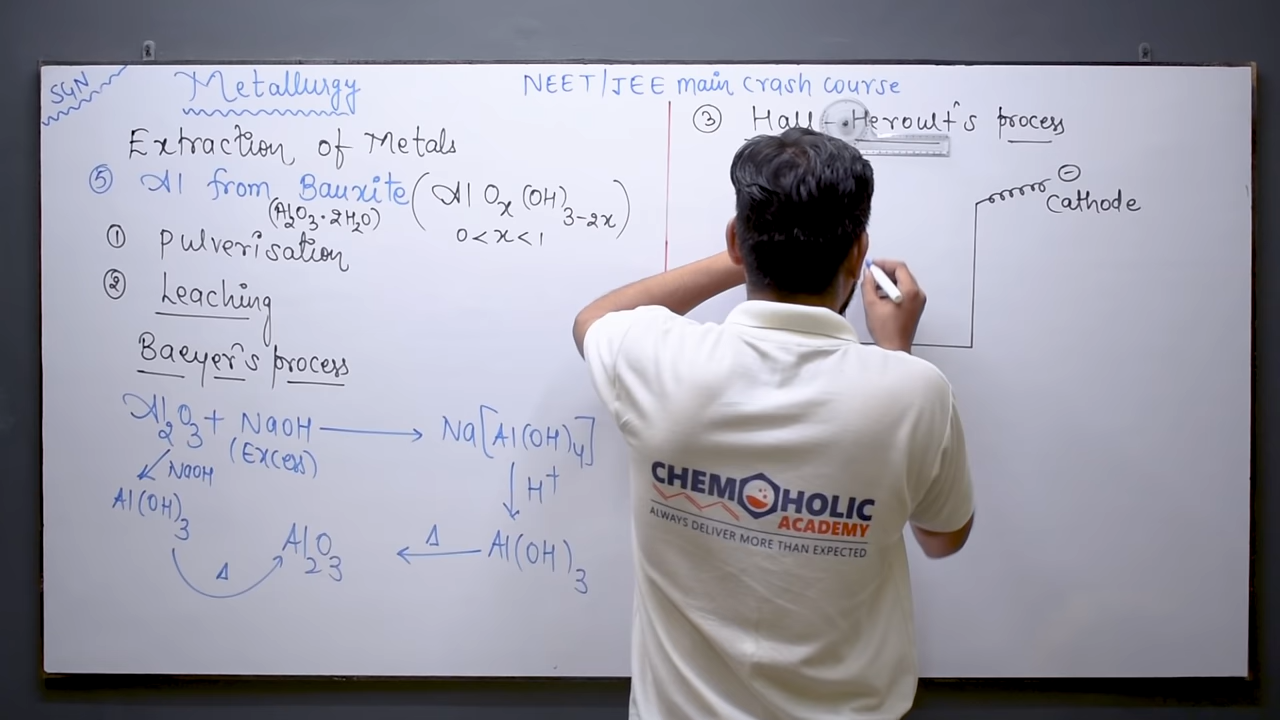 SGN
Metallurgy
NEET/JEE main crash course
Extraction of Metals
⑤ Al from Bauxite (AlOₓ(OH)₃₋₂ₓ)
(Al₂O₃·2H₂O)
0<x<1
① Pulverisation
② Leaching
Baeyer's process
Al₂O₃ + NaOH ⟶ Na[Al(OH)₄]
(Excess)
↙ NaOH
↓ H⁺
Al(OH)₃
Al₂O₃ ⟵ Δ Al(OH)₃
Δ
③ Hall-Heroult's process
⊖
Cathode
CHEMOHOLIC
ACADEMY
ALWAYS DELIVER MORE THAN EXPECTED